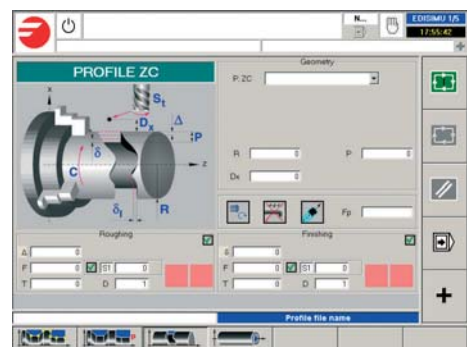 N...
EDISIMU 1/5
17:55:42
PROFILE ZC
Geometry
P. ZC
x
St
Dx
Δ
P
δ
C
z
δf
R
R 0
P 0
Dx 0
Fp
Roughing
Finishing
Δ 0
F 0
S1 0
T 0
D 1
δ 0
F 0
S1 0
T 0
D 1
Profile file name